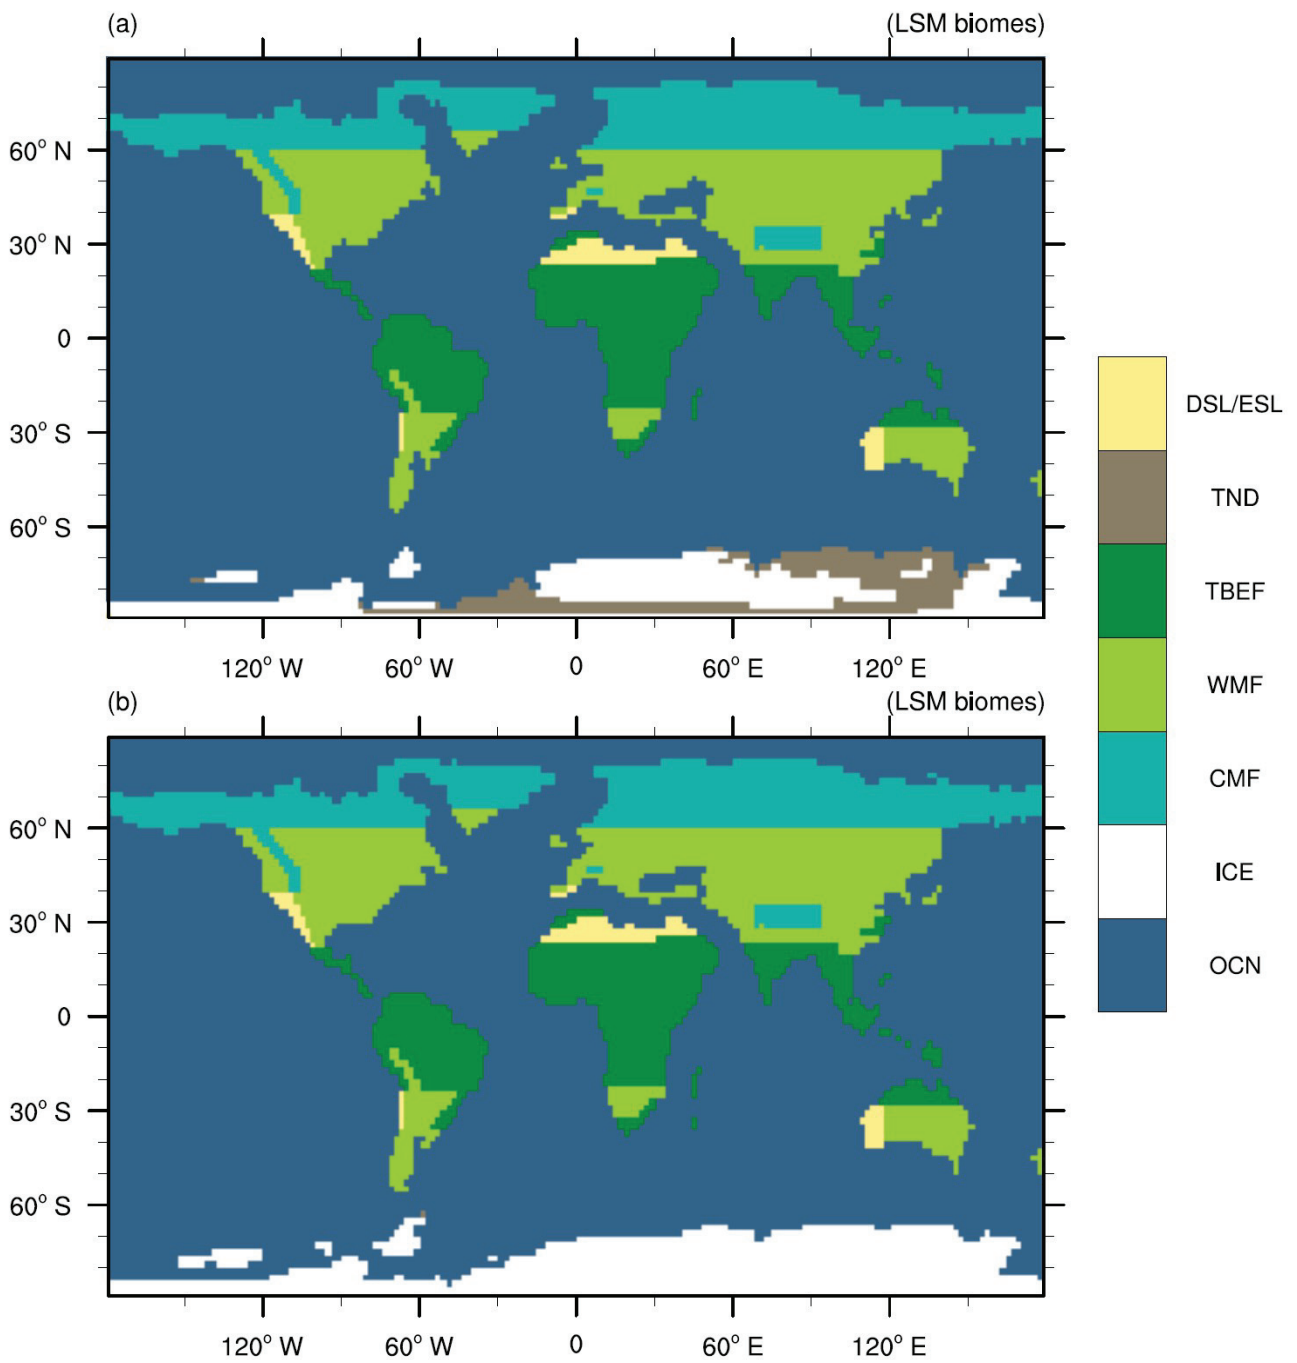 (a) (LSM biomes)
60° N
30° N
0
30° S
60° S
120° W 60° W 0 60° E 120° E
(b) (LSM biomes)
60° N
30° N
0
30° S
60° S
120° W 60° W 0 60° E 120° E
DSL/ESL
TND
TBEF
WMF
CMF
ICE
OCN